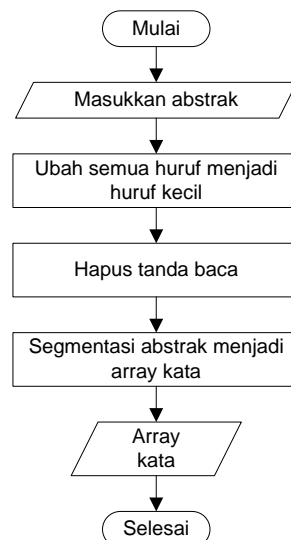 Mulai
Masukkan abstrak
Ubah semua huruf menjadi
huruf kecil
Hapus tanda baca
Segmentasi abstrak menjadi
array kata
Array
kata
Selesai